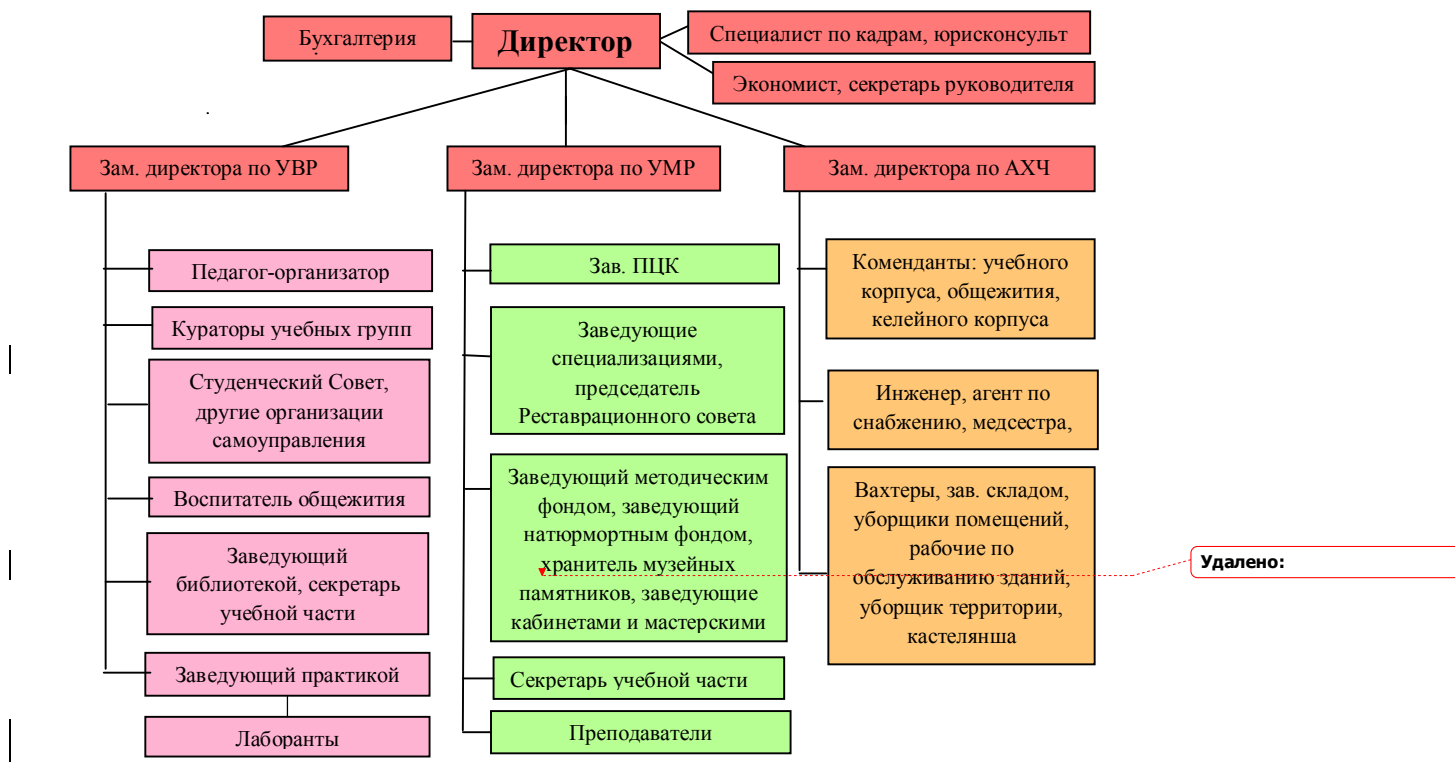 Бухгалтерия
Директор
Специалист по кадрам, юрисконсульт
Экономист, секретарь руководителя
Зам. директора по УВР
Зам. директора по УМР
Зам. директора по АХЧ
Педагог-организатор
Кураторы учебных групп
Студенческий Совет,
другие организации
самоуправления
Воспитатель общежития
Заведующий
библиотекой, секретарь
учебной части
Заведующий практикой
Лаборанты
Зав. ПЦК
Заведующие
специализациями,
председатель
Реставрационного совета
Заведующий методическим
фондом, заведующий
натюрмортным фондом,
хранитель музейных
памятников, заведующие
кабинетами и мастерскими
Секретарь учебной части
Преподаватели
Коменданты: учебного
корпуса, общежития,
келейного корпуса
Инженер, агент по
снабжению, медсестра,
Вахтеры, зав. складом,
уборщики помещений,
рабочие по
обслуживанию зданий,
уборщик территории,
кастелянша
Удалено: